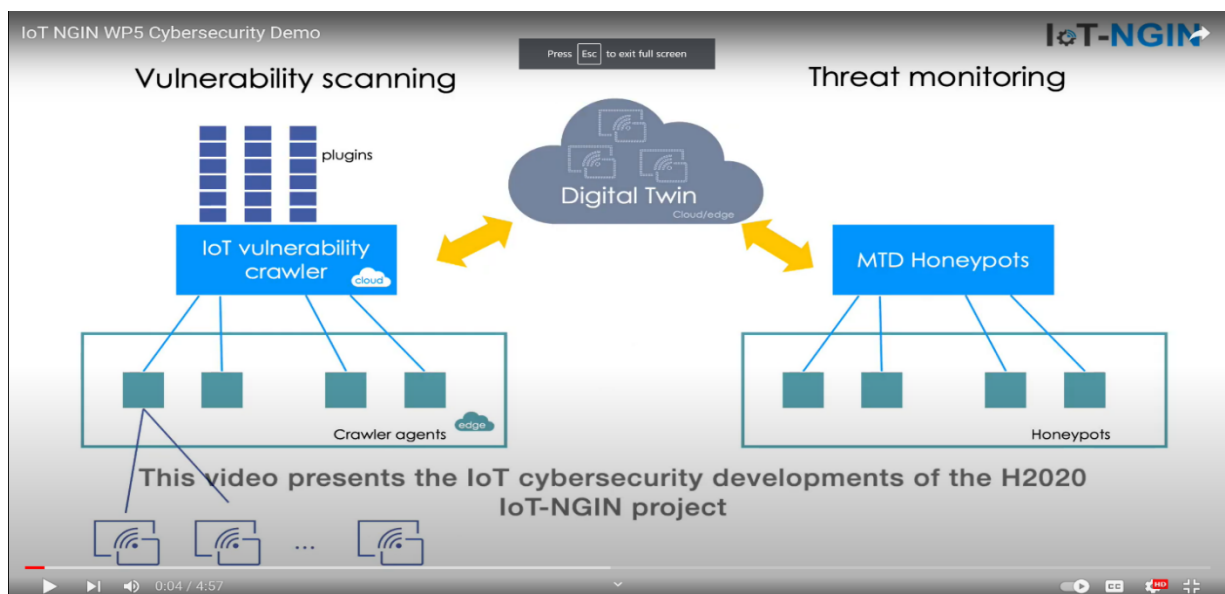 IoT NGIN WP5 Cybersecurity Demo
IoT-NGIN
Press Esc to exit full screen
Vulnerability scanning
Threat monitoring
plugins
Digital Twin
Cloud/edge
IoT vulnerability
crawler
cloud
MTD Honeypots
Crawler agents
edge
Honeypots
This video presents the IoT cybersecurity developments of the H2020
IoT-NGIN project
...
0:04 / 4:57
CC
HD